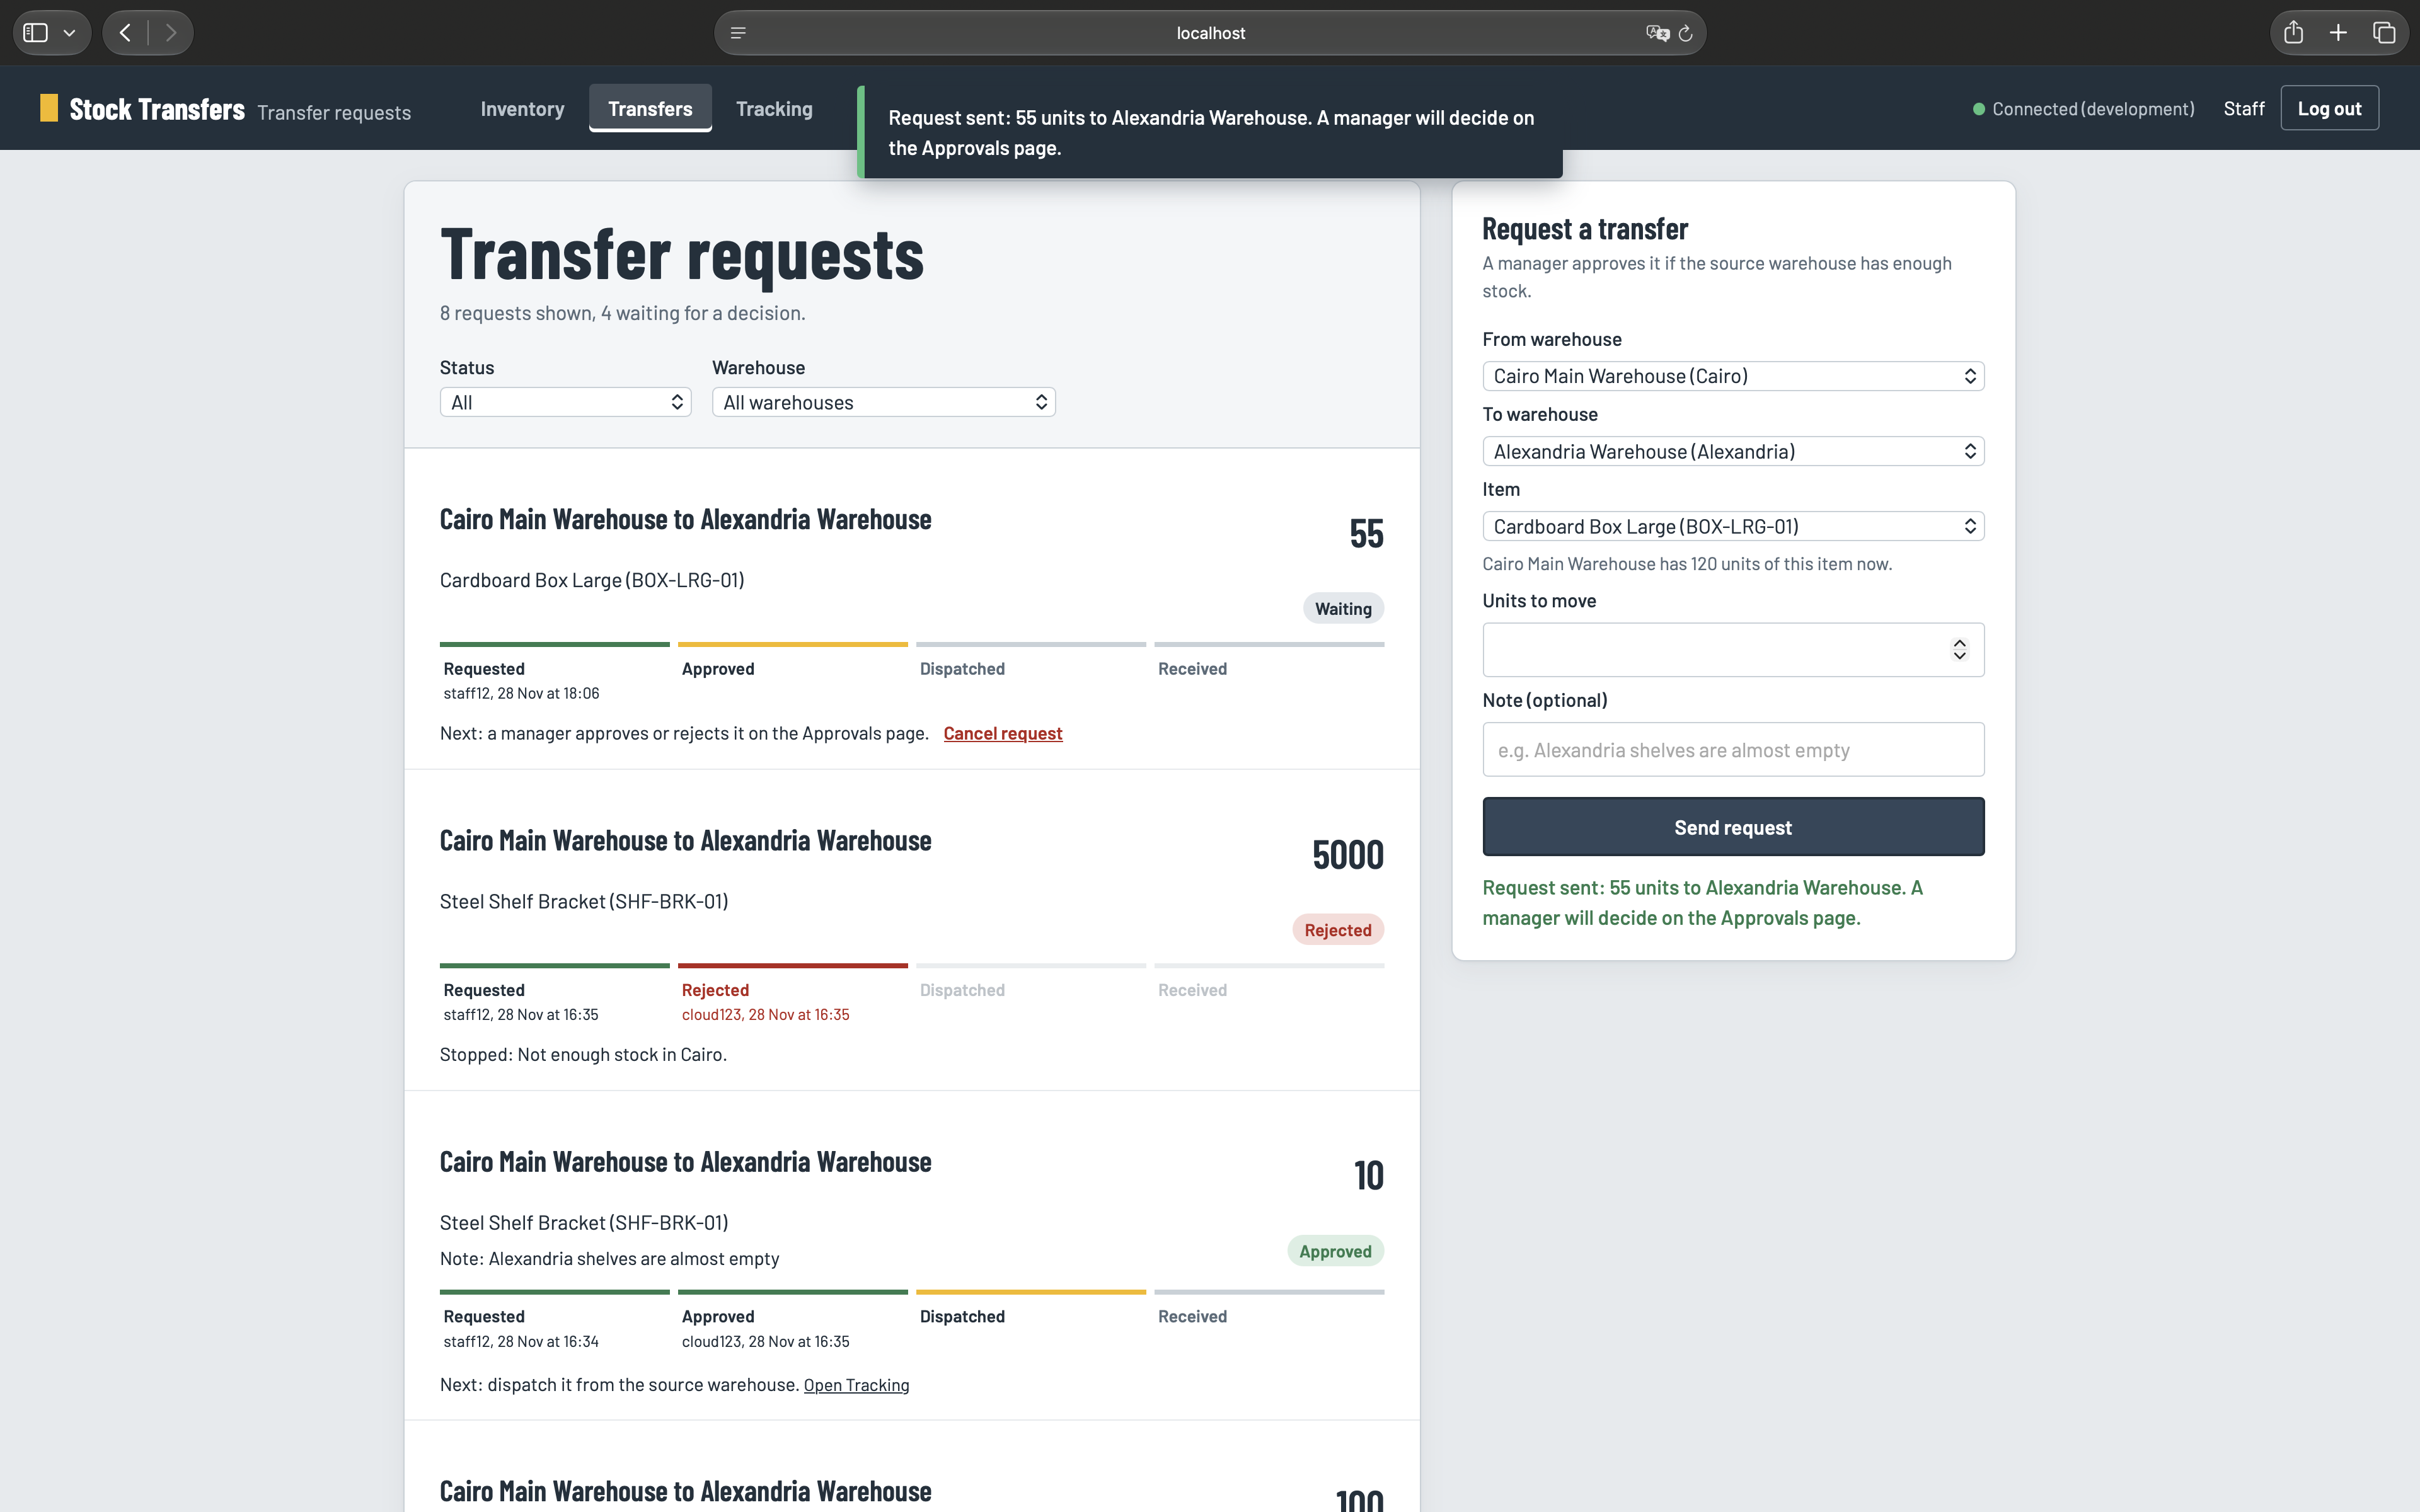 localhost
Stock Transfers Transfer requests Inventory Transfers Tracking
Request sent: 55 units to Alexandria Warehouse. A manager will decide on
the Approvals page.
Connected (development) Staff Log out
Transfer requests
8 requests shown, 4 waiting for a decision.
Status Warehouse
All All warehouses
Cairo Main Warehouse to Alexandria Warehouse
55
Cardboard Box Large (BOX-LRG-01)
Waiting
Requested Approved Dispatched Received
staff12, 28 Nov at 18:06
Next: a manager approves or rejects it on the Approvals page. Cancel request
Cairo Main Warehouse to Alexandria Warehouse
5000
Steel Shelf Bracket (SHF-BRK-01)
Rejected
Requested Rejected Dispatched Received
staff12, 28 Nov at 16:35 cloud123, 28 Nov at 16:35
Stopped: Not enough stock in Cairo.
Cairo Main Warehouse to Alexandria Warehouse
10
Steel Shelf Bracket (SHF-BRK-01)
Note: Alexandria shelves are almost empty
Approved
Requested Approved Dispatched Received
staff12, 28 Nov at 16:34 cloud123, 28 Nov at 16:35
Next: dispatch it from the source warehouse. Open Tracking
Cairo Main Warehouse to Alexandria Warehouse
100
Request a transfer
A manager approves it if the source warehouse has enough
stock.
From warehouse
Cairo Main Warehouse (Cairo)
To warehouse
Alexandria Warehouse (Alexandria)
Item
Cardboard Box Large (BOX-LRG-01)
Cairo Main Warehouse has 120 units of this item now.
Units to move
Note (optional)
e.g. Alexandria shelves are almost empty
Send request
Request sent: 55 units to Alexandria Warehouse. A
manager will decide on the Approvals page.